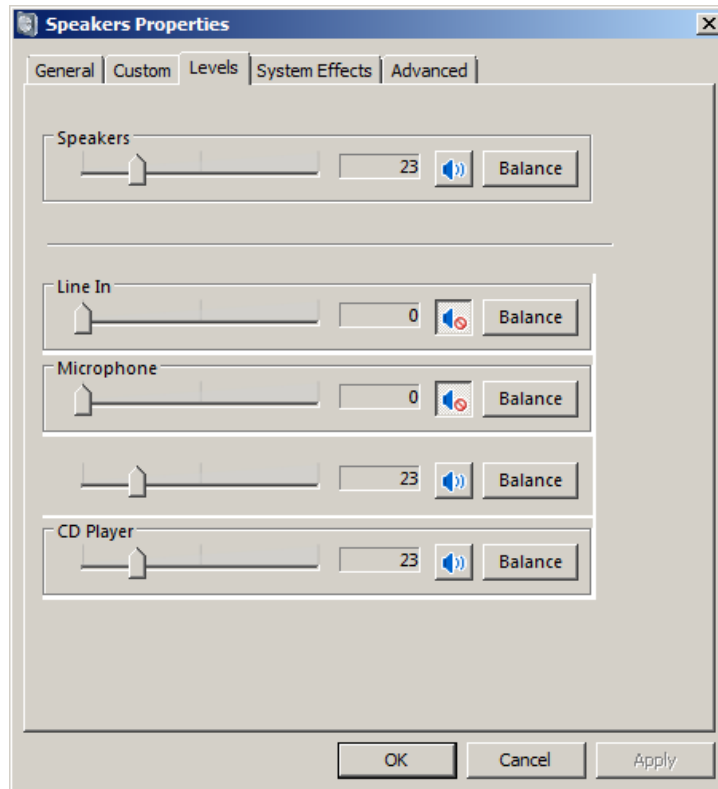 Speakers Properties
General Custom Levels System Effects Advanced
Speakers
23 Balance
Line In
0 Balance
Microphone
0 Balance
23 Balance
CD Player
23 Balance
OK Cancel Apply